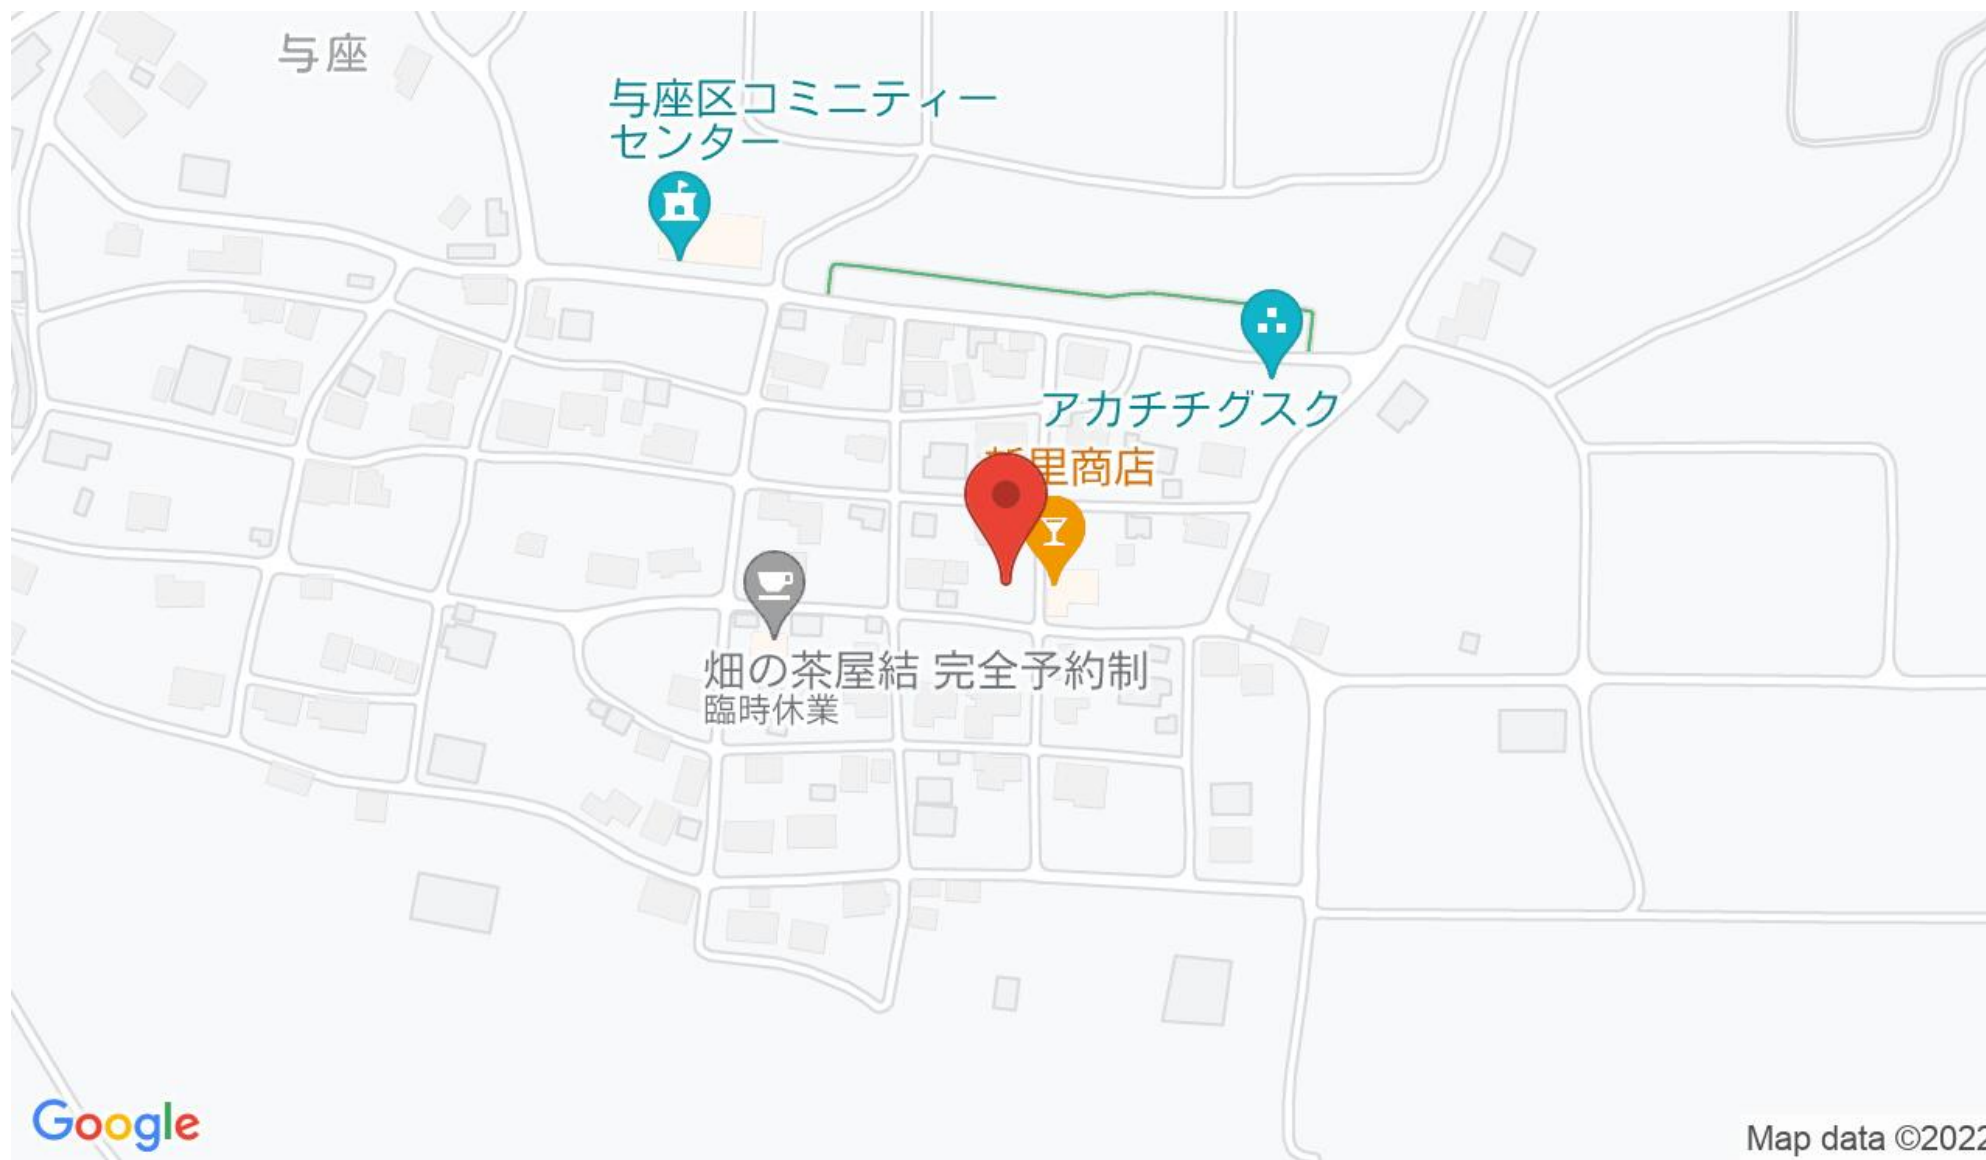 与座
与座区コミニティー
センター
アカチチグスク
里商店
畑の茶屋結 完全予約制
臨時休業
Google
Map data ©2022